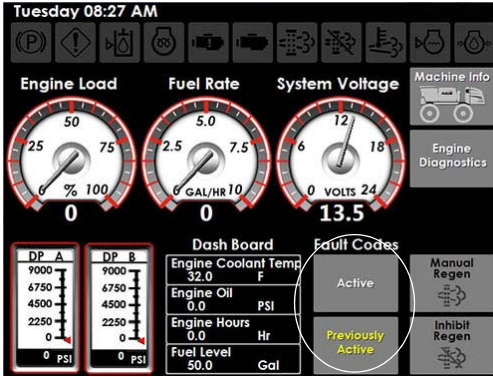 Tuesday 08:27 AM
(P)
Engine Load
Fuel Rate
System Voltage
Machine Info
50
25
75
0
%
100
0
5.0
2.5
7.5
0
GAL/HR
10
0
12
6
18
0
VOLTS
24
13.5
Engine
Diagnostics
DP A
9000
6750
4500
2250
0
0 PSI
DP B
9000
6750
4500
2250
0
0 PSI
Dash Board
Engine Coolant Temp
32.0 F
Engine Oil
0.0 PSI
Engine Hours
0.0 Hr
Fuel Level
50.0 Gal
Fault Codes
Active
Previously
Active
Manual
Regen
Inhibit
Regen